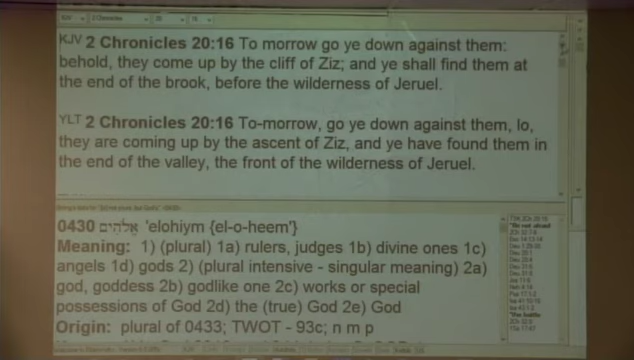 KJV 2 Chronicles 20:16 To morrow go ye down against them:
behold, they come up by the cliff of Ziz; and ye shall find them at
the end of the brook, before the wilderness of Jeruel.
YLT 2 Chronicles 20:16 To-morrow, go ye down against them, lo,
they are coming up by the ascent of Ziz, and ye have found them in
the end of the valley, the front of the wilderness of Jeruel.
0430 אֱלֹהִים 'elohiym {el-o-heem'}
Meaning: 1) (plural) 1a) rulers, judges 1b) divine ones 1c)
angels 1d) gods 2) (plural intensive - singular meaning) 2a)
god, goddess 2b) godlike one 2c) works or special
possessions of God 2d) the (true) God 2e) God
Origin: plural of 0433; TWOT - 93c; n m p